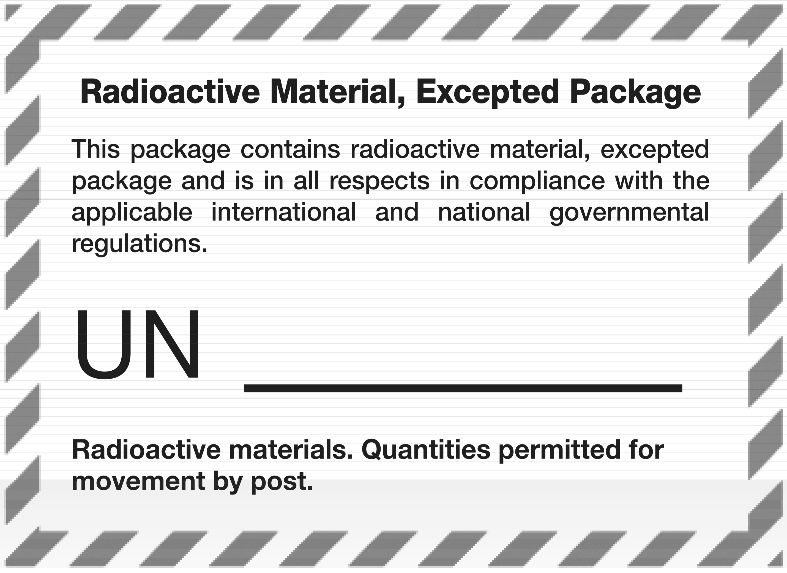 Radioactive Material, Excepted Package
This package contains radioactive material, excepted
package and is in all respects in compliance with the
applicable international and national governmental
regulations.
UN
Radioactive materials. Quantities permitted for
movement by post.